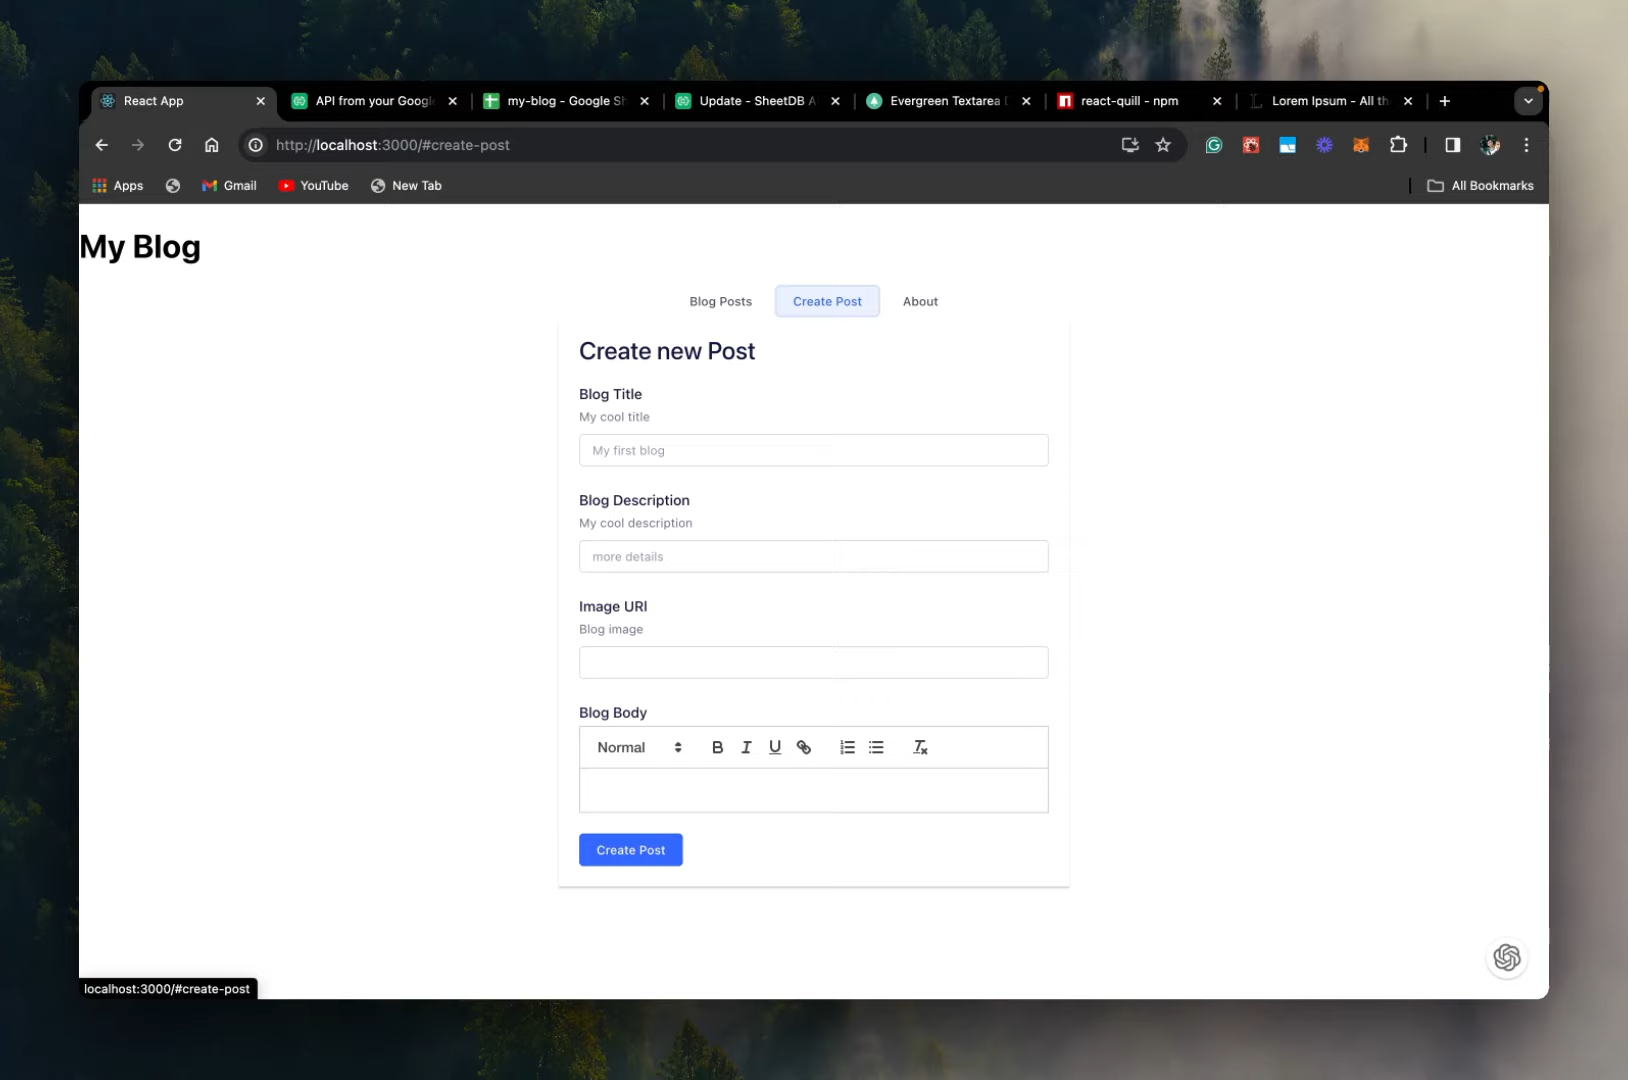 React App
API from your Googl
my-blog - Google Sh
Update - SheetDB A
Evergreen Textarea D
react-quill - npm
Lorem Ipsum - All th
http://localhost:3000/#create-post
Apps
Gmail
YouTube
New Tab
All Bookmarks
My Blog
Blog Posts
Create Post
About
Create new Post
Blog Title
My cool title
My first blog
Blog Description
My cool description
more details
Image URI
Blog image
Blog Body
Normal
Create Post
localhost:3000/#create-post